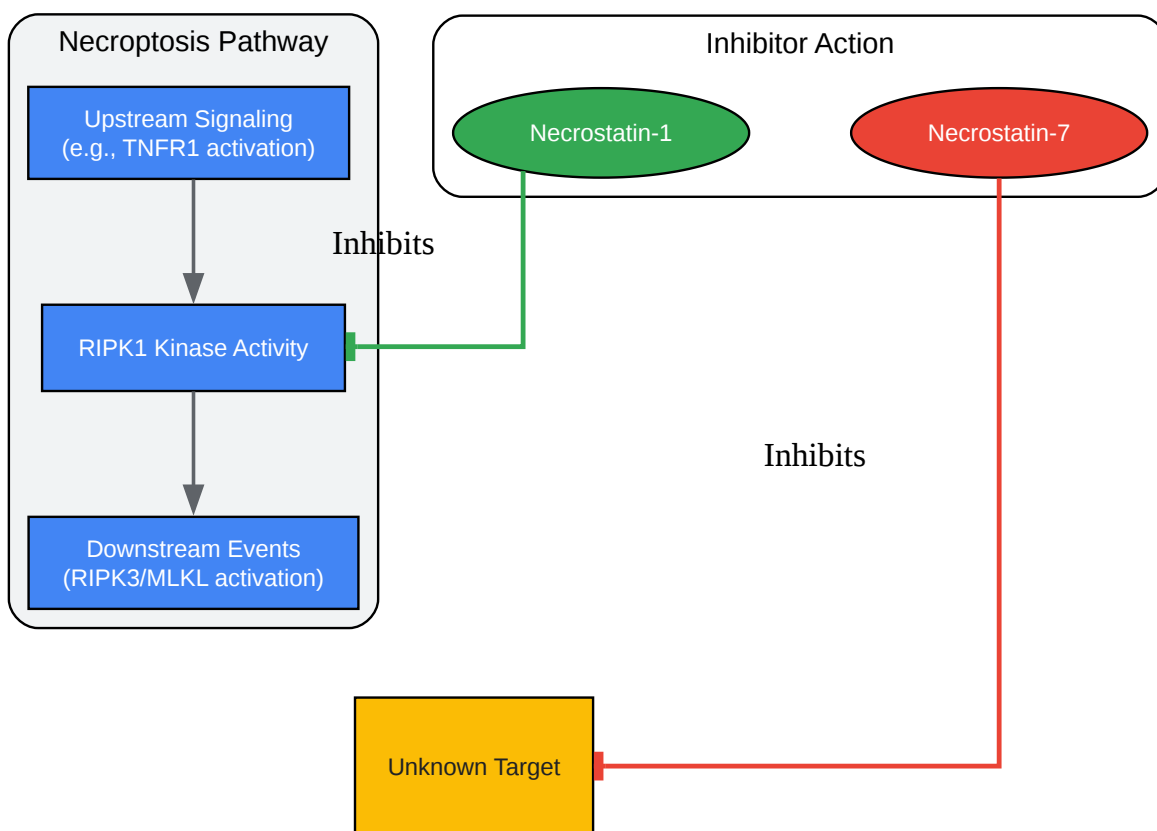 Necroptosis Pathway
Upstream Signaling
(e.g., TNFR1 activation)
RIPK1 Kinase Activity
Downstream Events
(RIPK3/MLKL activation)
Inhibitor Action
Necrostatin-1
Necrostatin-7
Inhibits
Inhibits
Unknown Target